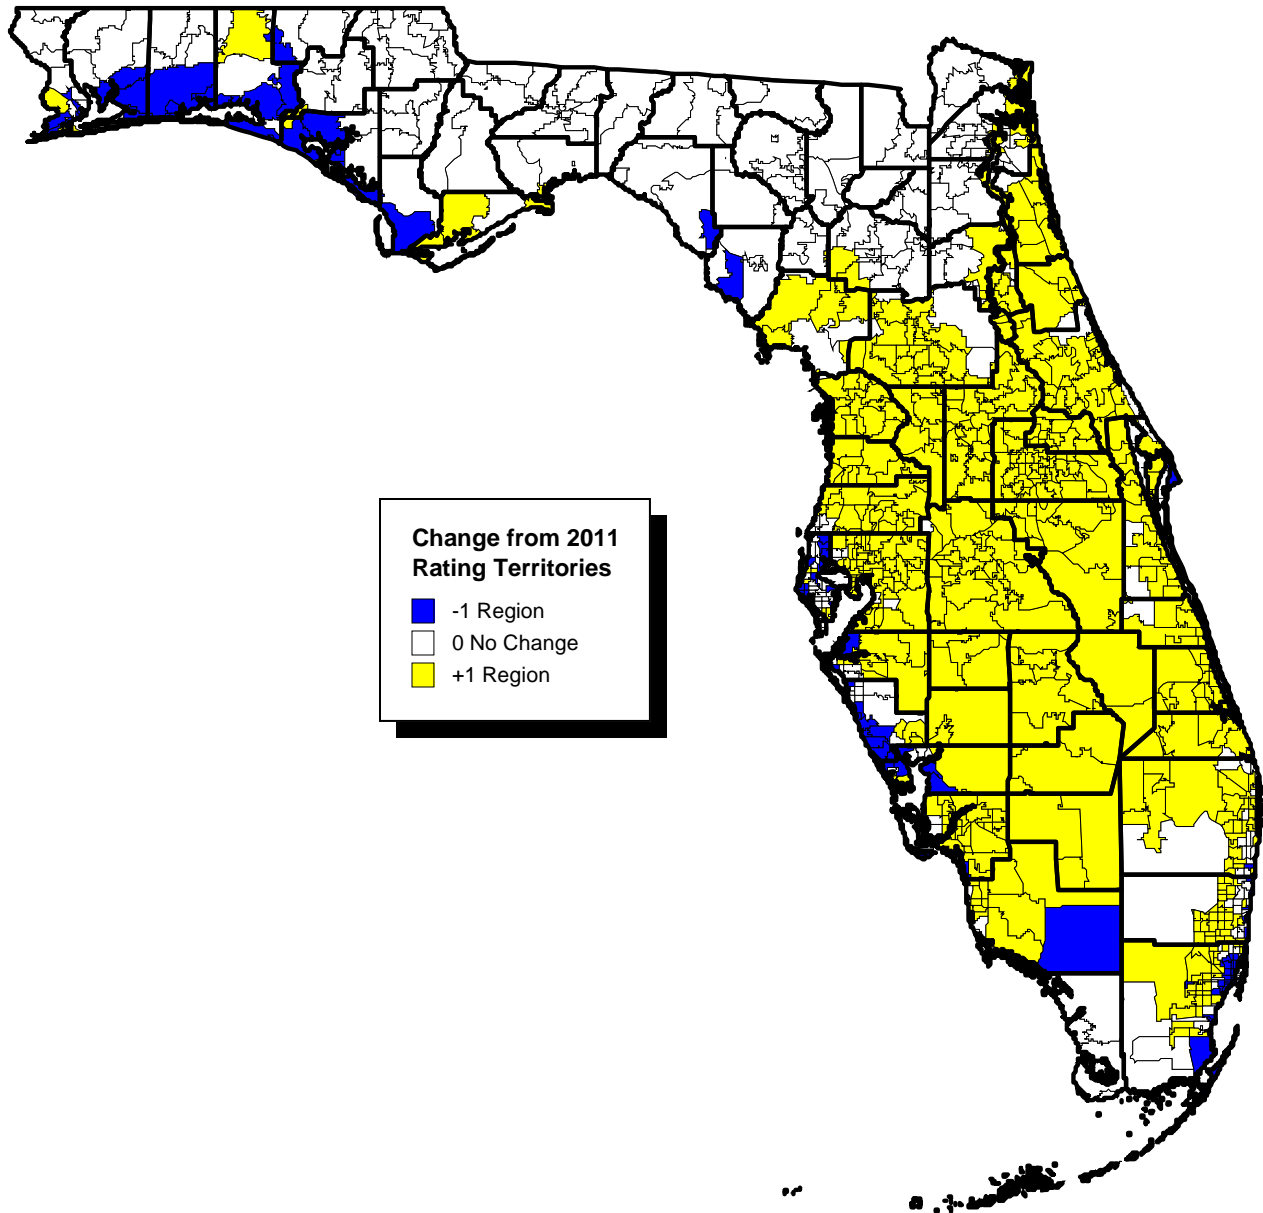 Change from 2011
Rating Territories
-1 Region
0 No Change
+1 Region